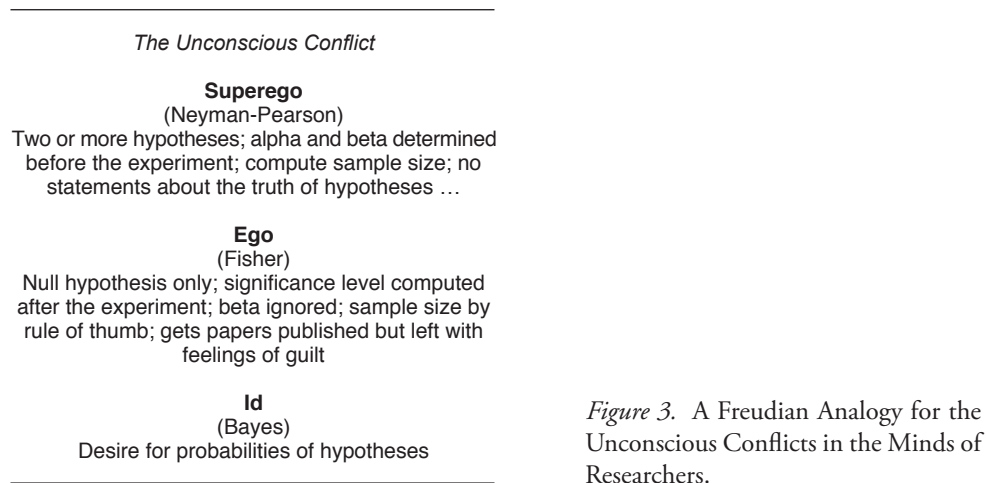 The Unconscious Conflict
Superego
(Neyman-Pearson)
Two or more hypotheses; alpha and beta determined
before the experiment; compute sample size; no
statements about the truth of hypotheses …
Ego
(Fisher)
Null hypothesis only; significance level computed
after the experiment; beta ignored; sample size by
rule of thumb; gets papers published but left with
feelings of guilt
Id
(Bayes)
Desire for probabilities of hypotheses
Figure 3. A Freudian Analogy for the
Unconscious Conflicts in the Minds of
Researchers.